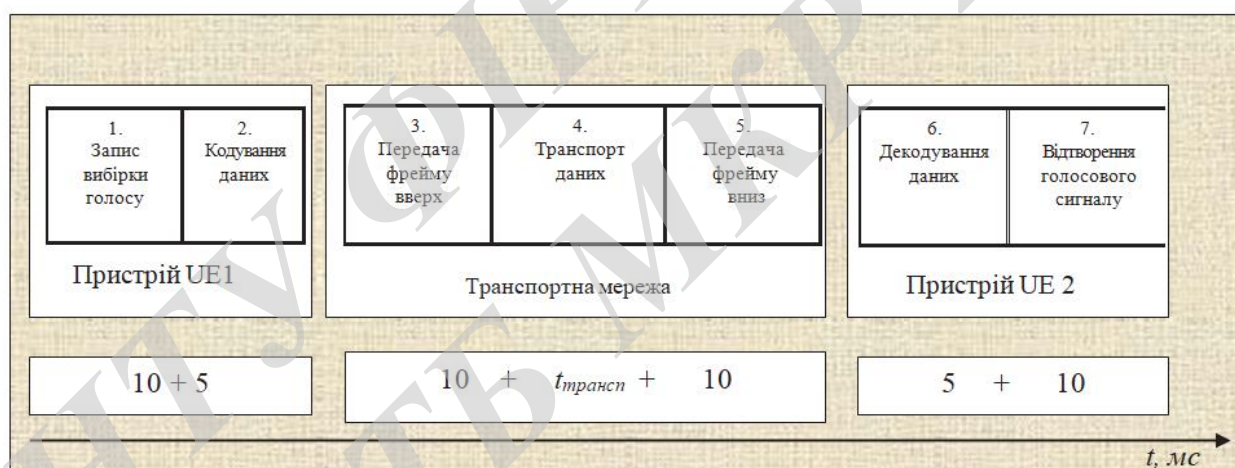 1.
Запис
вибірки
голосу
2.
Кодування
даних
Пристрій UE1
3.
Передача
фрейму
вверх
4.
Транспорт
даних
5.
Передача
фрейму
вниз
Транспортна мережа
6.
Декодування
даних
7.
Відтворення
голосового
сигналу
Пристрій UE 2
10 + 5
10 + tтрансп + 10
5 + 10
t, мс